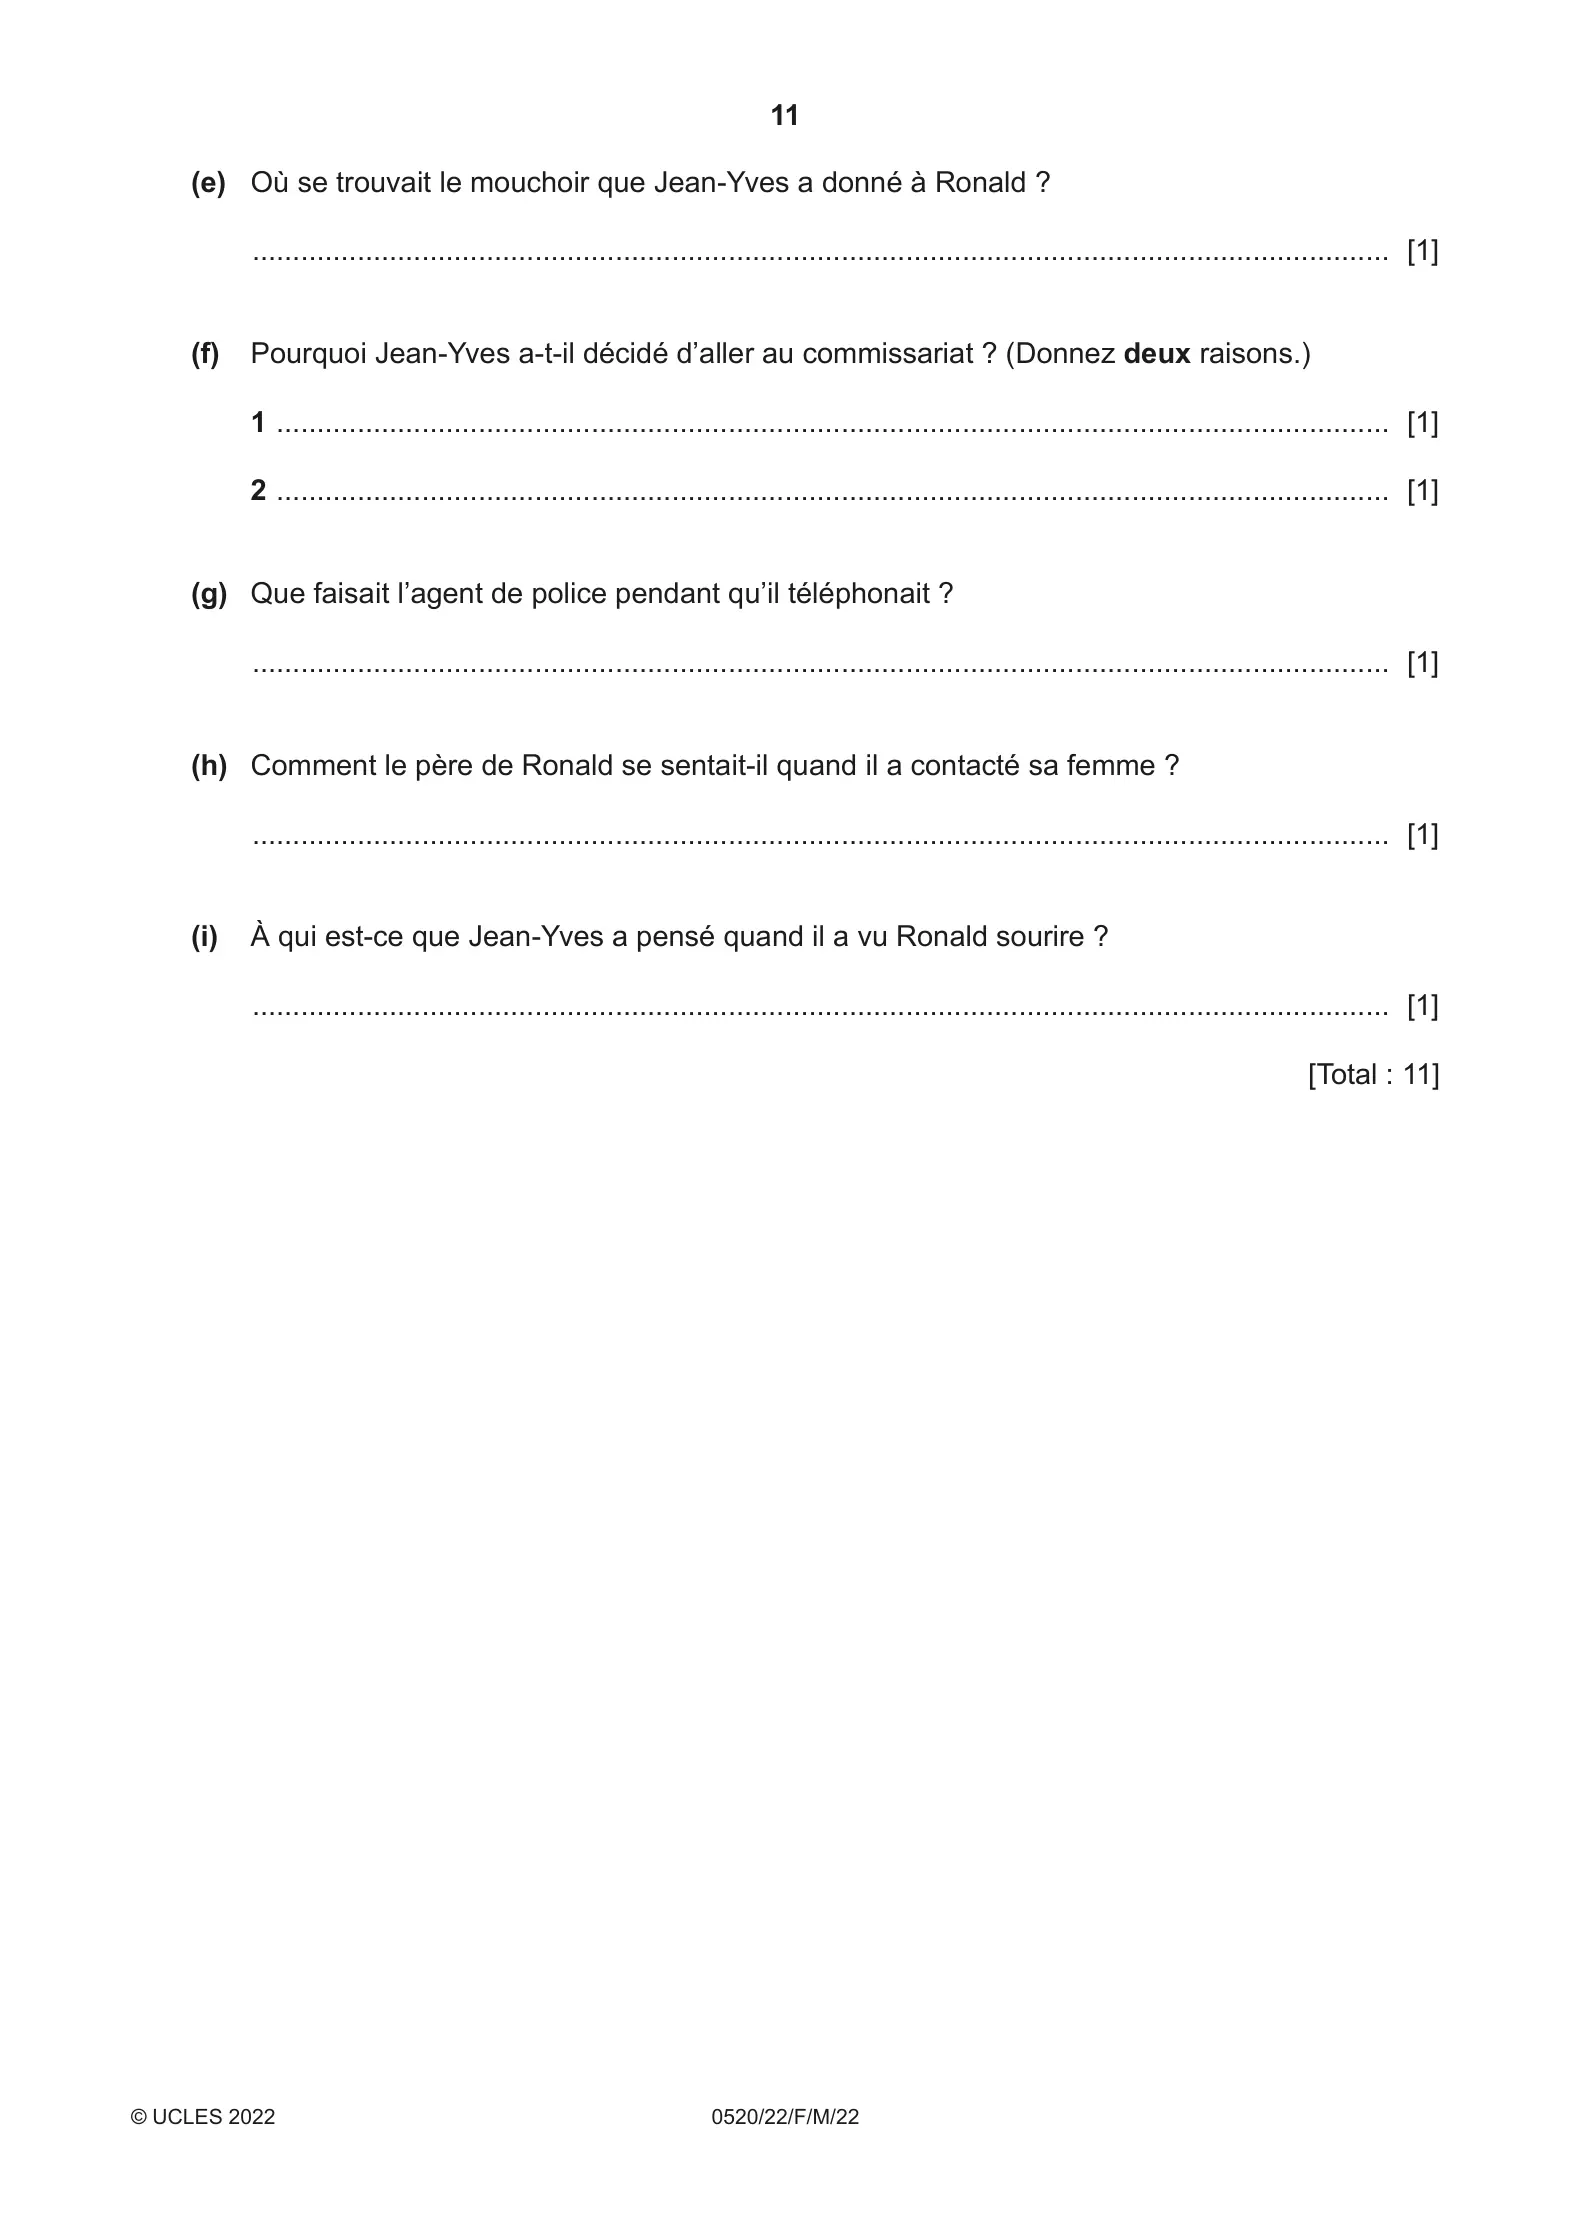 11
(e) Où se trouvait le mouchoir que Jean-Yves a donné à Ronald ?
.................................................................................................................................................... [1]
(f) Pourquoi Jean-Yves a-t-il décidé d’aller au commissariat ? (Donnez deux raisons.)
1 ................................................................................................................................................. [1]
2 ................................................................................................................................................. [1]
(g) Que faisait l’agent de police pendant qu’il téléphonait ?
.................................................................................................................................................... [1]
(h) Comment le père de Ronald se sentait-il quand il a contacté sa femme ?
.................................................................................................................................................... [1]
(i) À qui est-ce que Jean-Yves a pensé quand il a vu Ronald sourire ?
.................................................................................................................................................... [1]
[Total : 11]
© UCLES 2022 0520/22/F/M/22